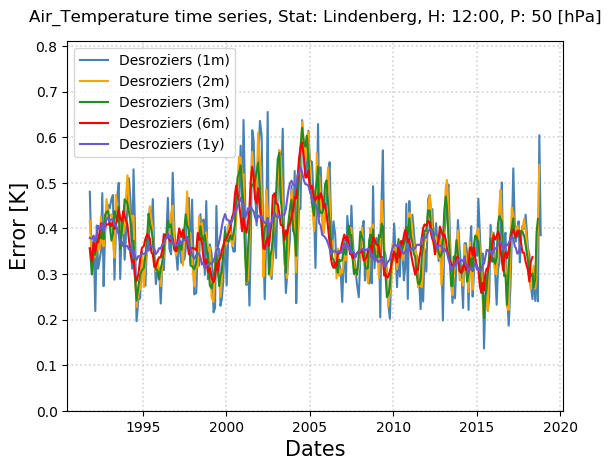 Air_Temperature time series, Stat: Lindenberg, H: 12:00, P: 50 [hPa]
0.8
0.7
0.6
0.5
0.4
0.3
0.2
0.1
0.0
Error [K]
Desroziers (1m)
Desroziers (2m)
Desroziers (3m)
Desroziers (6m)
Desroziers (1y)
1995
2000
2005
2010
2015
2020
Dates